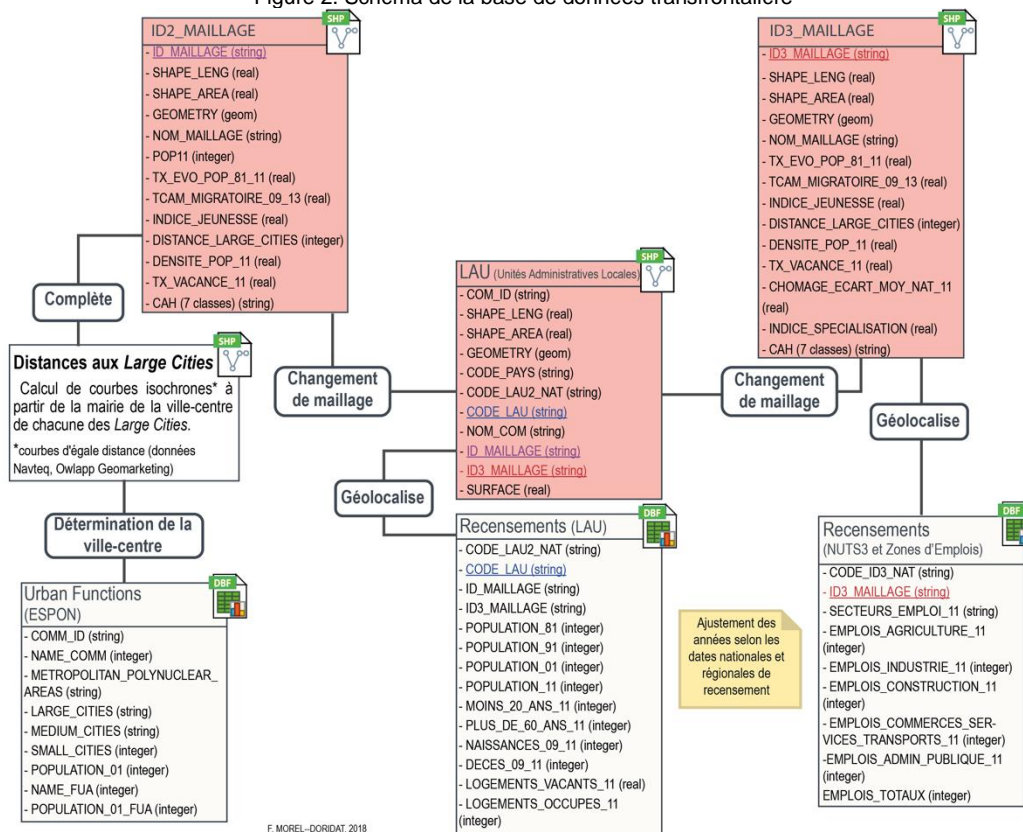 Figure 2. Schéma de la base de données transfrontalière
SHP
ID2_MAILLAGE
- ID_MAILLAGE (string)
- SHAPE_LENG (real)
- SHAPE_AREA (real)
- GEOMETRY (geom)
- NOM_MAILLAGE (string)
- POP11 (integer)
- TX_EVO_POP_81_11 (real)
- TCAM_MIGRATOIRE_09_13 (real)
- INDICE_JEUNESSE (real)
- DISTANCE_LARGE_CITIES (integer)
- DENSITE_POP_11 (real)
- TX_VACANCE_11 (real)
- CAH (7 classes) (string)
SHP
ID3_MAILLAGE
- ID3_MAILLAGE (string)
- SHAPE_LENG (real)
- SHAPE_AREA (real)
- GEOMETRY (geom)
- NOM_MAILLAGE (string)
- TX_EVO_POP_81_11 (real)
- TCAM_MIGRATOIRE_09_13 (real)
- INDICE_JEUNESSE (real)
- DISTANCE_LARGE_CITIES (integer)
- DENSITE_POP_11 (real)
- TX_VACANCE_11 (real)
- CHOMAGE_ECART_MOY_NAT_11
(real)
- INDICE_SPECIALISATION (real)
- CAH (7 classes) (string)
Complète
SHP
Distances aux Large Cities
Calcul de courbes isochrones* à
partir de la mairie de la ville-centre
de chacune des Large Cities.
*courbes d'égale distance (données
Navteq, Owlapp Geomarketing)
Changement
de maillage
SHP
LAU (Unités Administratives Locales)
- COM_ID (string)
- SHAPE_LENG (real)
- SHAPE_AREA (real)
- GEOMETRY (geom)
- CODE_PAYS (string)
- CODE_LAU2_NAT (string)
- CODE_LAU (string)
- NOM_COM (string)
- ID_MAILLAGE (string)
- ID3_MAILLAGE (string)
- SURFACE (real)
Changement
de maillage
Géolocalise
Géolocalise
Détermination de la
ville-centre
DBF
Urban Functions
(ESPON)
- COMM_ID (string)
- NAME_COMM (integer)
- METROPOLITAN_POLYNUCLEAR_
AREAS (string)
- LARGE_CITIES (string)
- MEDIUM_CITIES (string)
- SMALL_CITIES (integer)
- POPULATION_01 (integer)
- NAME_FUA (integer)
- POPULATION_01_FUA (integer)
DBF
Recensements (LAU)
- CODE_LAU2_NAT (string)
- CODE_LAU (string)
- ID_MAILLAGE (string)
- ID3_MAILLAGE (string)
- POPULATION_81 (integer)
- POPULATION_91 (integer)
- POPULATION_01 (integer)
- POPULATION_11 (integer)
- MOINS_20_ANS_11 (integer)
- PLUS_DE_60_ANS_11 (integer)
- NAISSANCES_09_11 (integer)
- DECES_09_11 (integer)
- LOGEMENTS_VACANTS_11 (real)
- LOGEMENTS_OCCUPES_11
(integer)
Ajustement des
années selon les
dates nationales et
régionales de
recensement
DBF
Recensements
(NUTS3 et Zones d'Emplois)
- CODE_ID3_NAT (string)
- ID3_MAILLAGE (string)
- SECTEURS_EMPLOI_11 (string)
- EMPLOIS_AGRICULTURE_11
(integer)
- EMPLOIS_INDUSTRIE_11 (integer)
- EMPLOIS_CONSTRUCTION_11
(integer)
- EMPLOIS_COMMERCES_SER-
VICES_TRANSPORTS_11 (integer)
-EMPLOIS_ADMIN_PUBLIQUE_11
(integer)
EMPLOIS_TOTAUX (integer)
F. MOREL--DORIDAT, 2018